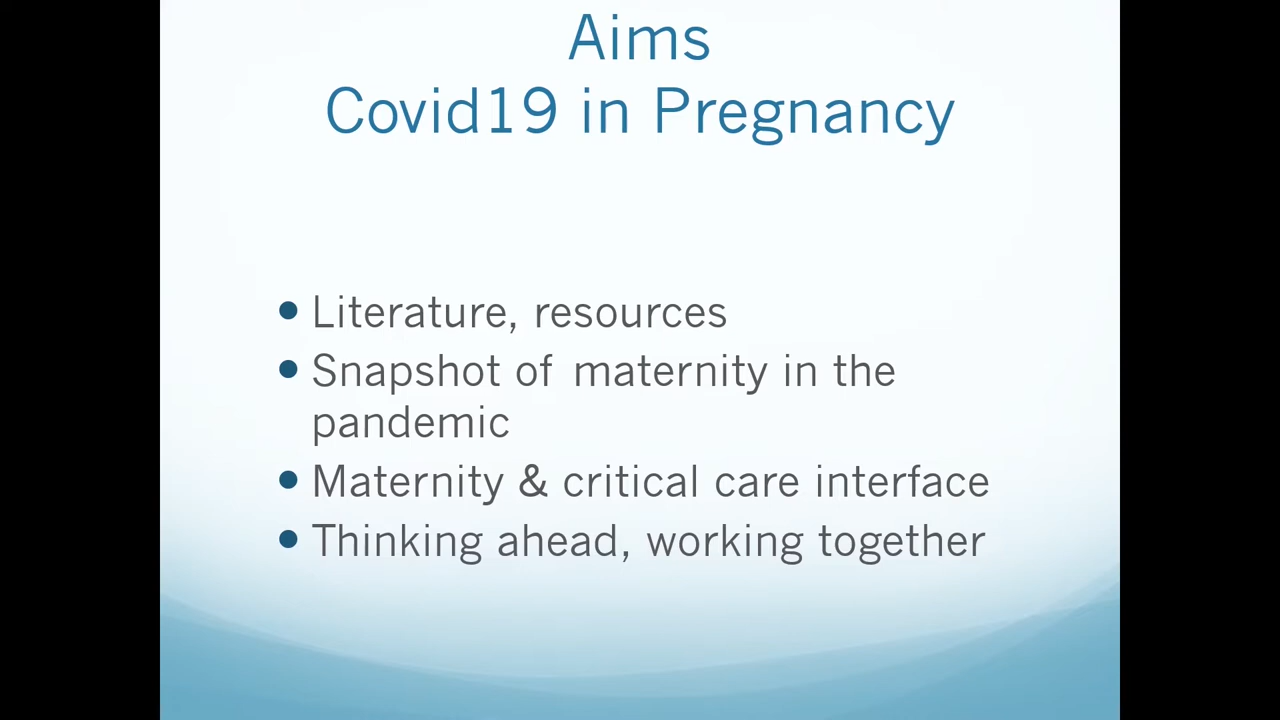 Aims
Covid19 in Pregnancy
• Literature, resources
• Snapshot of maternity in the
pandemic
• Maternity & critical care interface
• Thinking ahead, working together